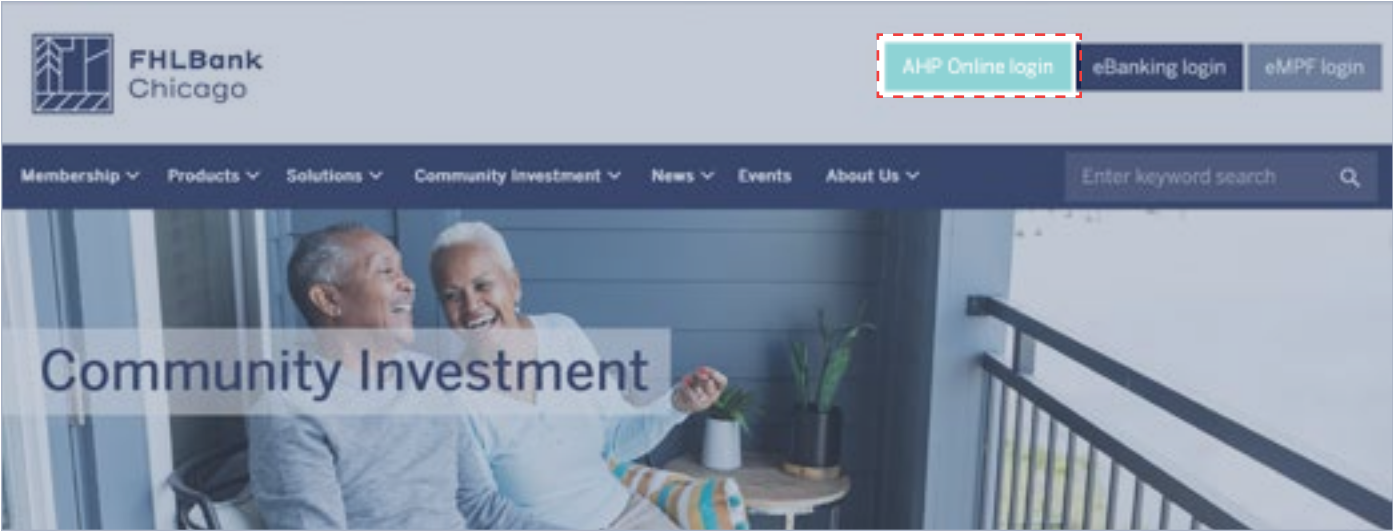 FHLBank
Chicago
AHP Online login
eBanking login
eMPF login
Membership
Products
Solutions
Community Investment
News
Events
About Us
Enter keyword search
Community Investment